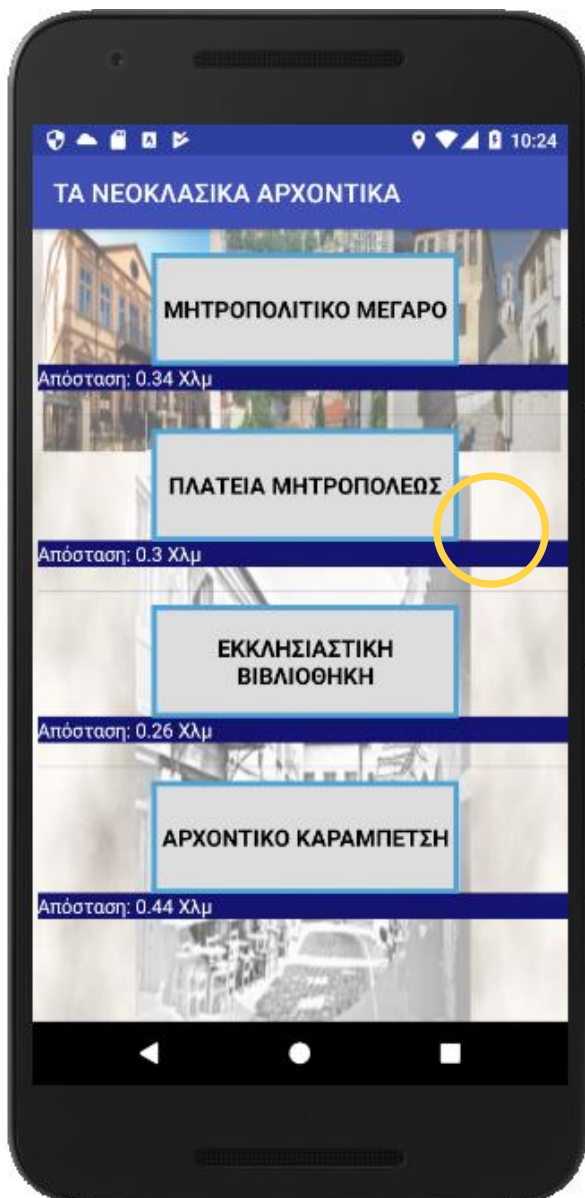 10:24
ΤΑ ΝΕΟΚΛΑΣΙΚΑ ΑΡΧΟΝΤΙΚΑ
ΜΗΤΡΟΠΟΛΙΤΙΚΟ ΜΕΓΑΡΟ
Απόσταση: 0.34 Χλμ
ΠΛΑΤΕΙΑ ΜΗΤΡΟΠΟΛΕΩΣ
Απόσταση: 0.3 Χλμ
ΕΚΚΛΗΣΙΑΣΤΙΚΗ
ΒΙΒΛΙΟΘΗΚΗ
Απόσταση: 0.26 Χλμ
ΑΡΧΟΝΤΙΚΟ ΚΑΡΑΜΠΕΤΣΗ
Απόσταση: 0.44 Χλμ